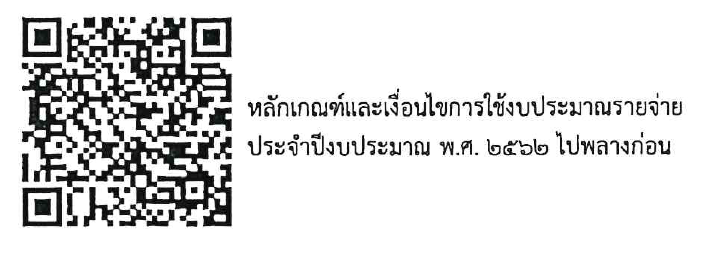 หลักเกณฑ์และเงื่อนไขการใช้งบประมาณรายจ่าย
ประจำปีงบประมาณ พ.ศ. ๒๕๖๒ ไปพลางก่อน